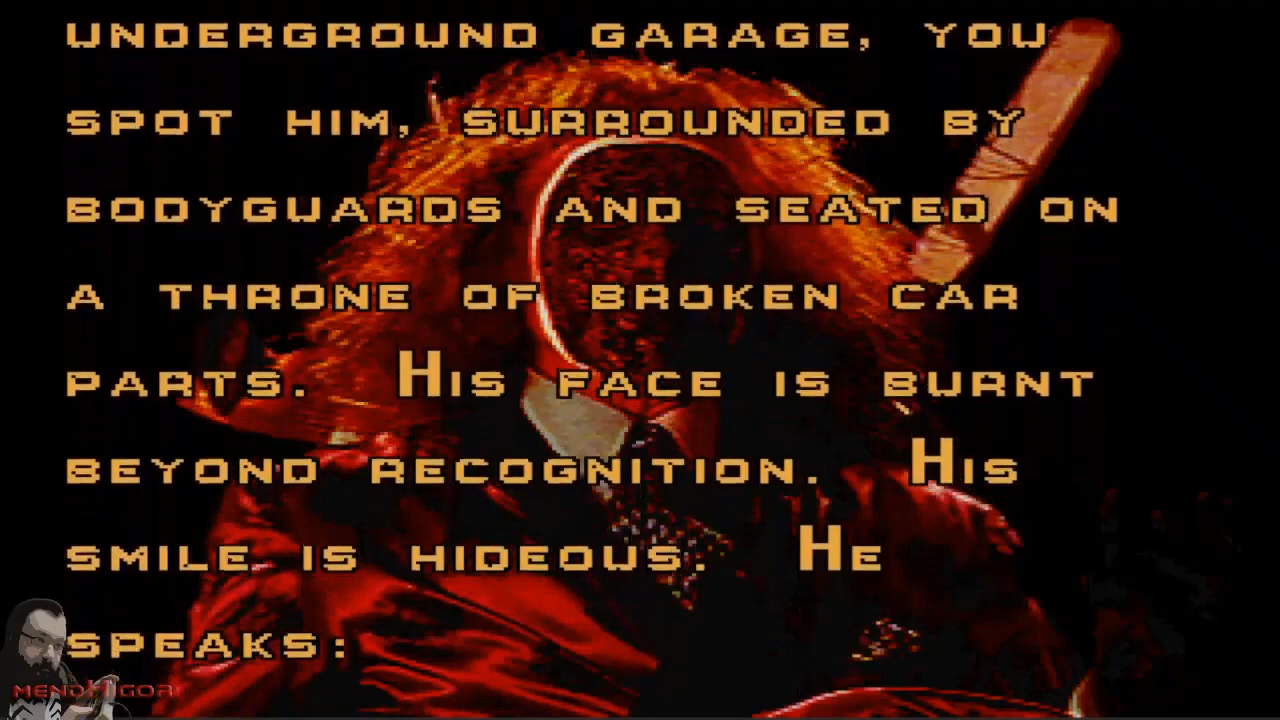 UNDERGROUND GARAGE, YOU
SPOT HIM, SURROUNDED BY
BODYGUARDS AND SEATED ON
A THRONE OF BROKEN CAR
PARTS. HIS FACE IS BURNT
BEYOND RECOGNITION. HIS
SMILE IS HIDEOUS. HE
SPEAKS:
MENDHIGOR